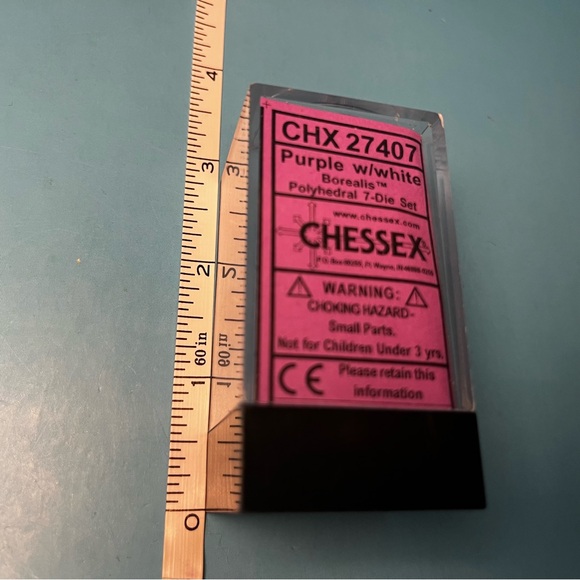 4
3
2
60 in
1
0
CHX 27407
Purple w/white
Borealis™
Polyhedral 7-Die Set
www.chessex.com
CHESSEX
WARNING:
CHOKING HAZARD-
Small Parts.
Not for Children Under 3 yrs.
CE Please retain this
information